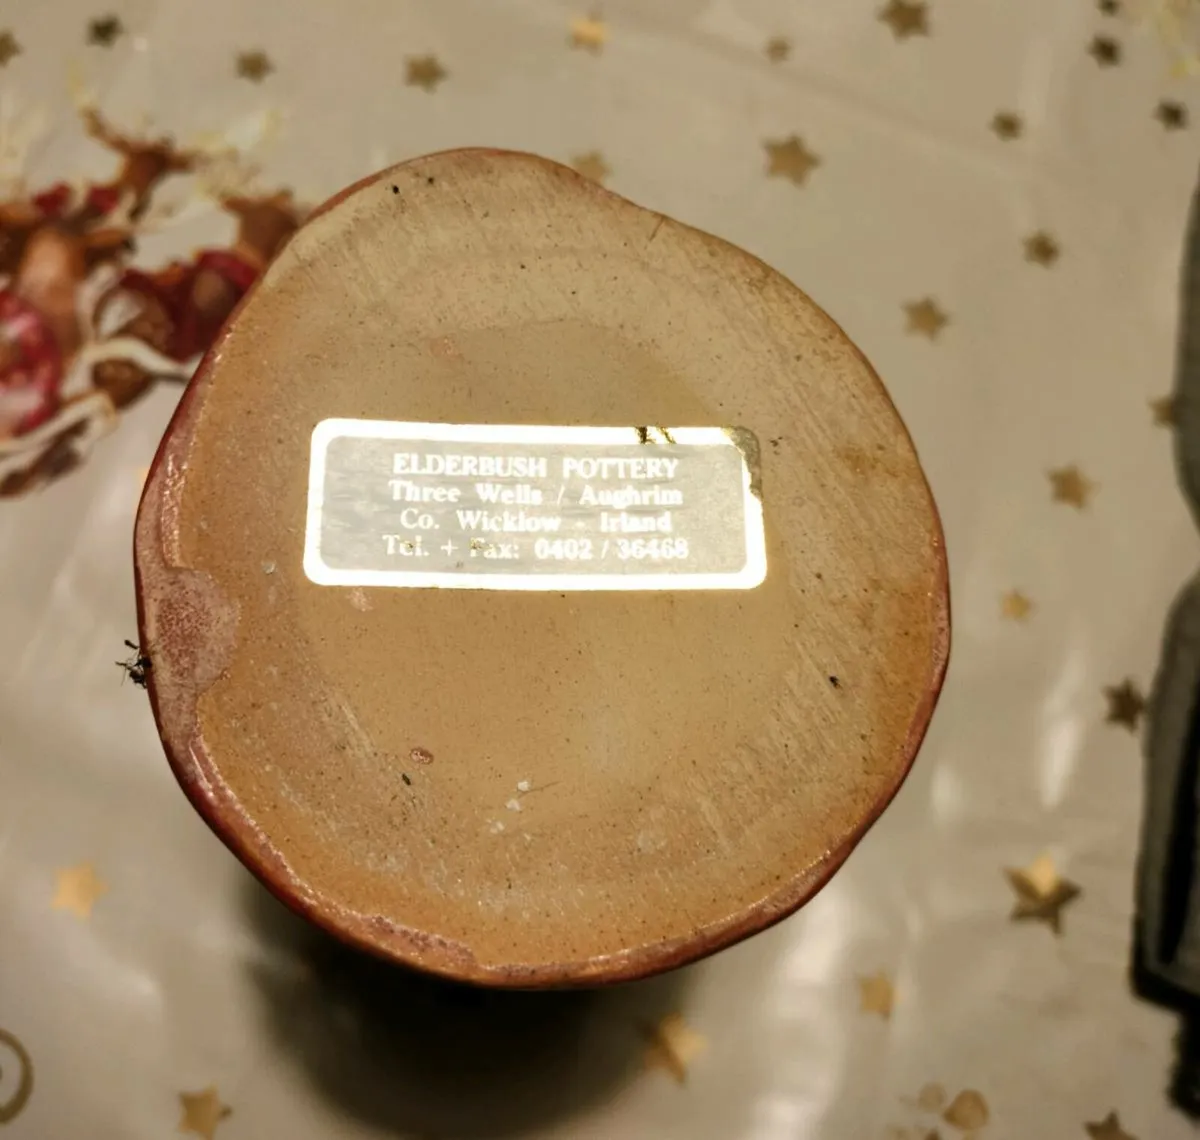 ELDERBUSH POTTERY
Three Wells / Aughrim
Co. Wicklow - Irland
Tel. + Fax: 0402 / 36468